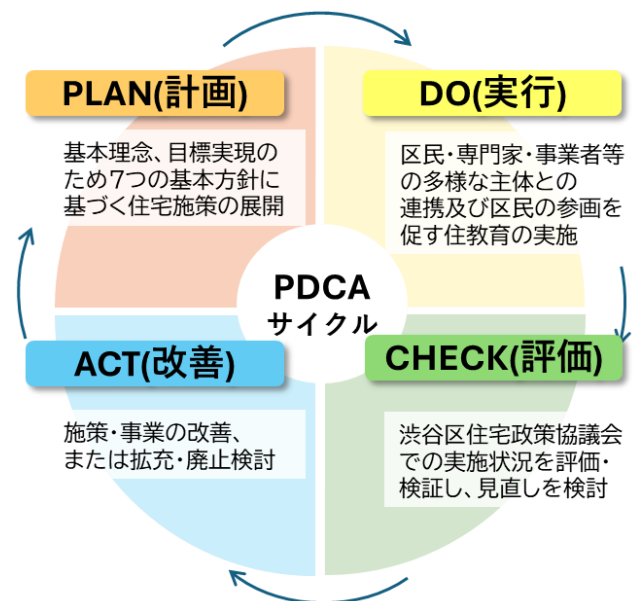 PLAN(計画)
基本理念、目標実現の
ため7つの基本方針に
基づく住宅施策の展開
DO(実行)
区民・専門家・事業者等
の多様な主体との
連携及び区民の参画を
促す住教育の実施
PDCA
サイクル
ACT(改善)
施策・事業の改善、
または拡充・廃止検討
CHECK(評価)
渋谷区住宅政策協議会
での実施状況を評価・
検証し、見直しを検討